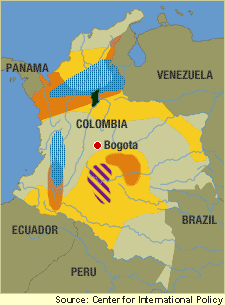 PANAMA
VENEZUELA
COLOMBIA
Bogota
BRAZIL
ECUADOR
PERU
Source: Center for International Policy